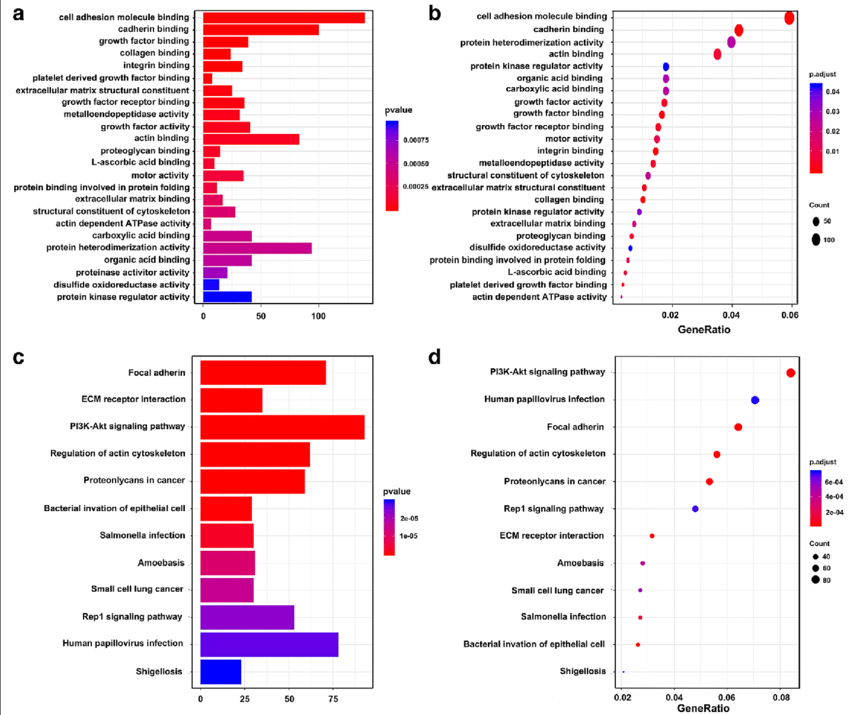 a
cell adhesion molecule binding
cadherin binding
growth factor binding
collagen binding
integrin binding
platelet derived growth factor binding
extracellular matrix structural constituent
growth factor receptor binding
metalloendopeptidase activity
growth factor activity
actin binding
proteoglycan binding
L-ascorbic acid binding
motor activity
protein binding involved in protein folding
extracellular matrix binding
structural constituent of cytoskeleton
actin dependent ATPase activity
carboxylic acid binding
protein heterodimerization activity
organic acid binding
proteinase activitor activity
disulfide oxidoreductase activity
protein kinase regulator activity
0 50 100
pvalue
0.00075
0.00050
0.00025
b
cell adhesion molecule binding
cadherin binding
protein heterodimerization activity
actin binding
protein kinase regulator activity
organic acid binding
carboxylic acid binding
growth factor activity
growth factor binding
growth factor receptor binding
motor activity
integrin binding
metalloendopeptidase activity
structural constituent of cytoskeleton
extracellular matrix structural constituent
collagen binding
protein kinase regulator activity
extracellular matrix binding
proteoglycan binding
disulfide oxidoreductase activity
protein binding involved in protein folding
L-ascorbic acid binding
platelet derived growth factor binding
actin dependent ATPase activity
0.02 0.04 0.06
GeneRatio
p.adjust
0.04
0.03
0.02
0.01
Count
50
100
c
Focal adherin
ECM receptor interaction
PI3K-Akt signaling pathway
Regulation of actin cytoskeleton
Proteonlycans in cancer
Bacterial invation of epithelial cell
Salmonella infection
Amoebasis
Small cell lung cancer
Rep1 signaling pathway
Human papillovirus infection
Shigellosis
0 25 50 75
pvalue
2e-05
1e-05
d
PI3K-Akt signaling pathway
Human papillovirus infection
Focal adherin
Regulation of actin cytoskeleton
Proteonlycans in cancer
Rep1 signaling pathway
ECM receptor interaction
Amoebasis
Small cell lung cancer
Salmonella infection
Bacterial invation of epithelial cell
Shigellosis
0.02 0.04 0.06 0.08
GeneRatio
p.adjust
6e-04
4e-04
2e-04
Count
40
60
80